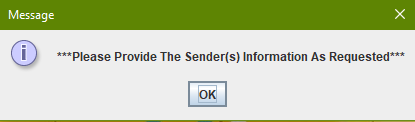 Message
***Please Provide The Sender(s) Information As Requested***
OK